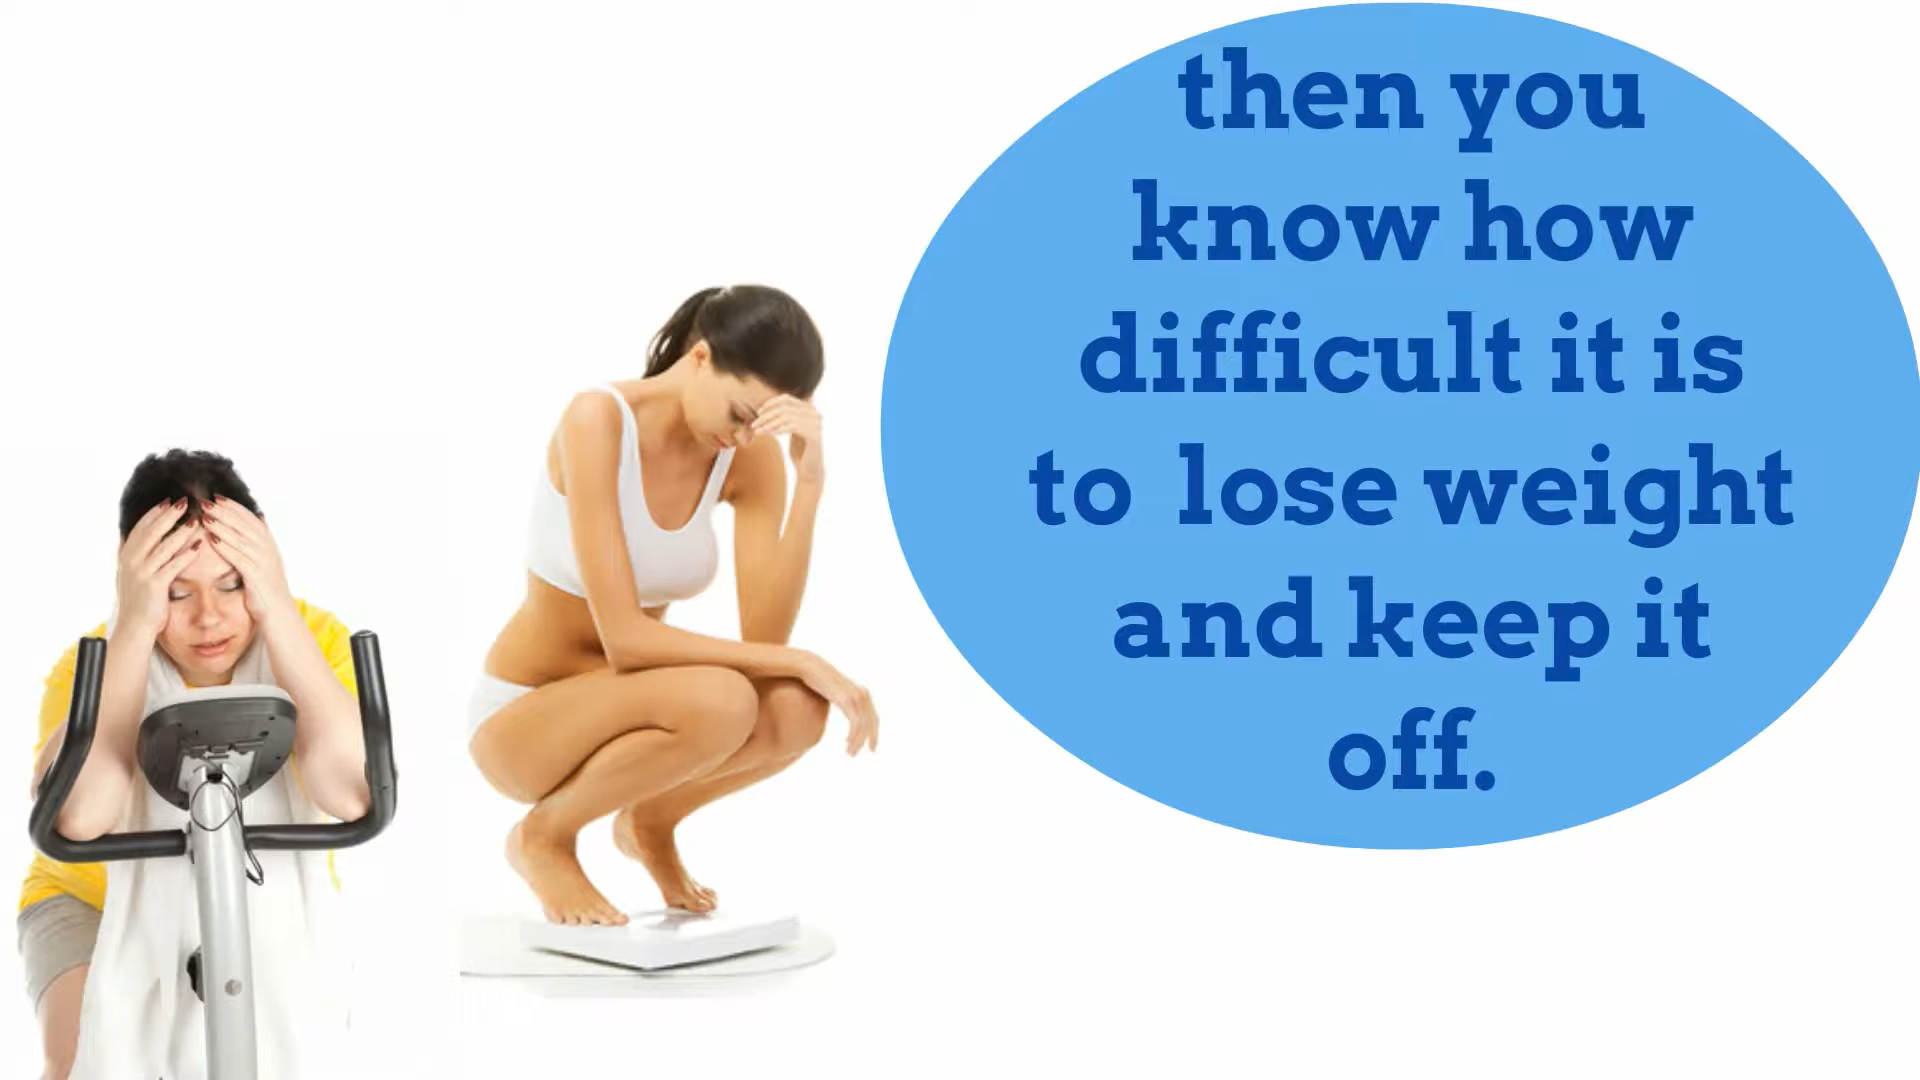 then you
know how
difficult it is
to lose weight
and keep it
off.